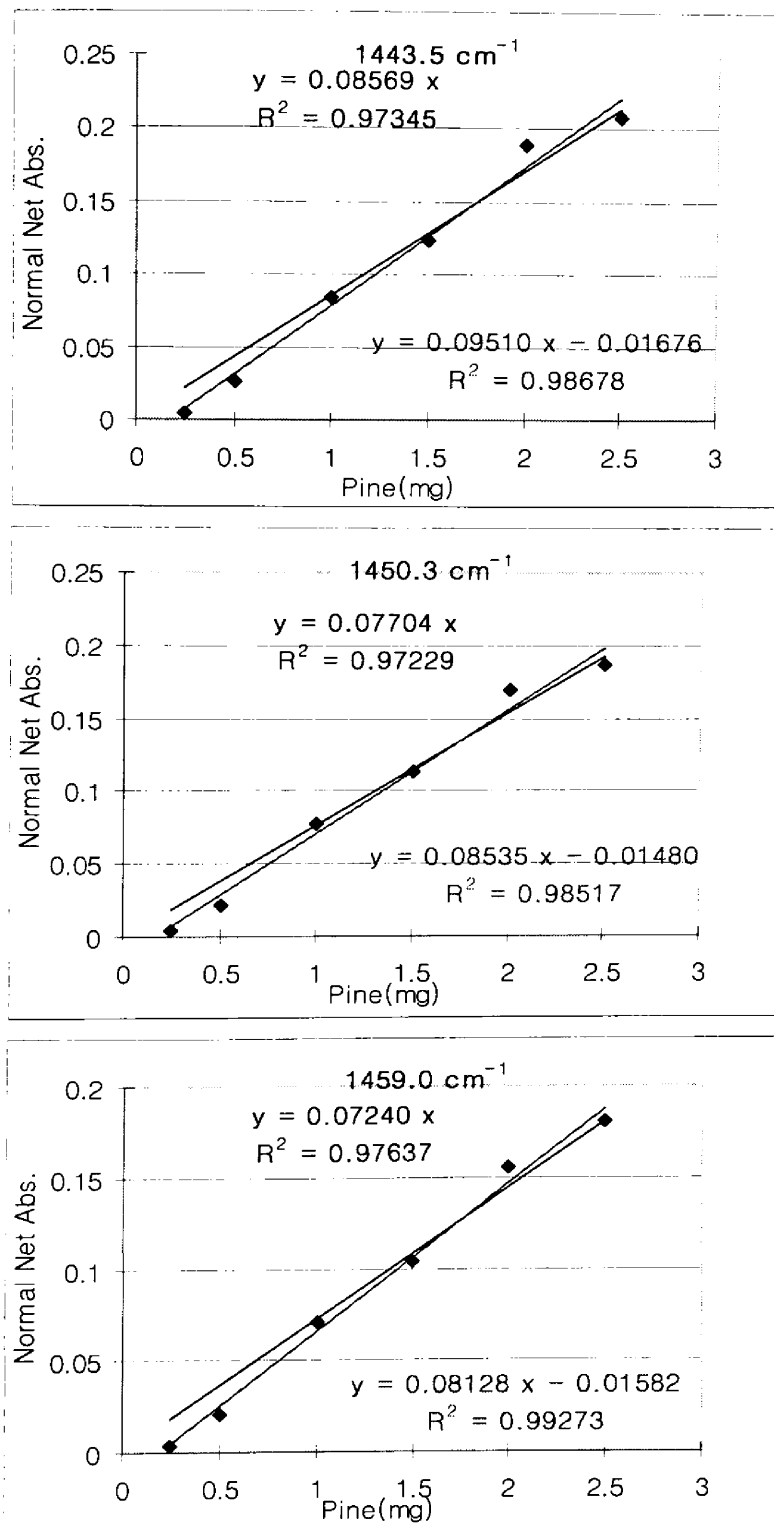 1443.5 cm⁻¹
y = 0.08569 x
R² = 0.97345
0.25
0.2
0.15
0.1
0.05
0
Normal Net Abs.
y = 0.09510 x − 0.01676
R² = 0.98678
0 0.5 1 1.5 2 2.5 3
Pine(mg)
1450.3 cm⁻¹
y = 0.07704 x
R² = 0.97229
0.25
0.2
0.15
0.1
0.05
0
Normal Net Abs.
y = 0.08535 x − 0.01480
R² = 0.98517
0 0.5 1 1.5 2 2.5 3
Pine(mg)
1459.0 cm⁻¹
y = 0.07240 x
R² = 0.97637
0.2
0.15
0.1
0.05
0
Normal Net Abs.
y = 0.08128 x − 0.01582
R² = 0.99273
0 0.5 1 1.5 2 2.5 3
Pine(mg)